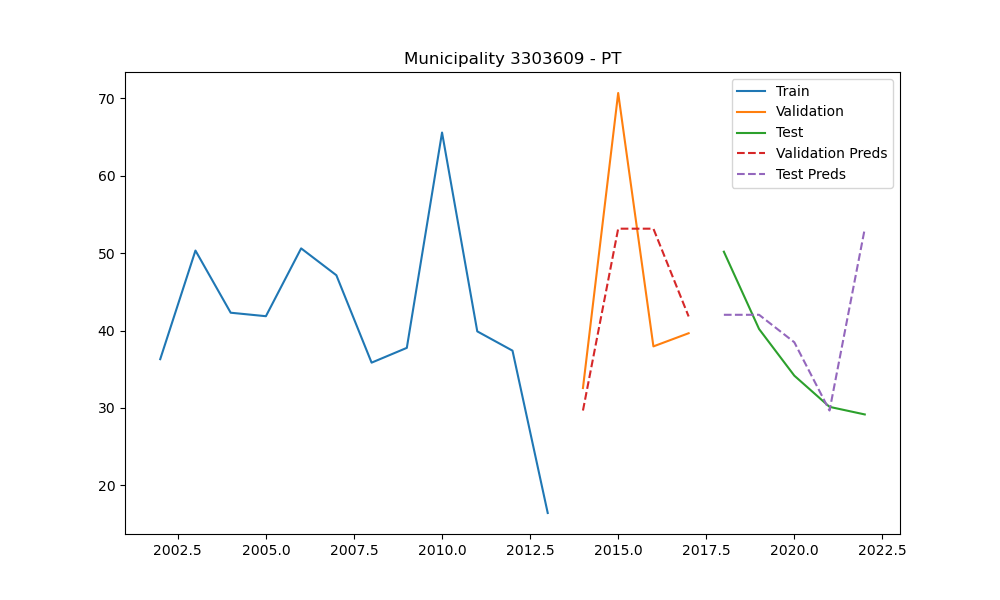 Municipality 3303609 - PT
Train
Validation
Test
Validation Preds
Test Preds
70
60
50
40
30
20
2002.5 2005.0 2007.5 2010.0 2012.5 2015.0 2017.5 2020.0 2022.5